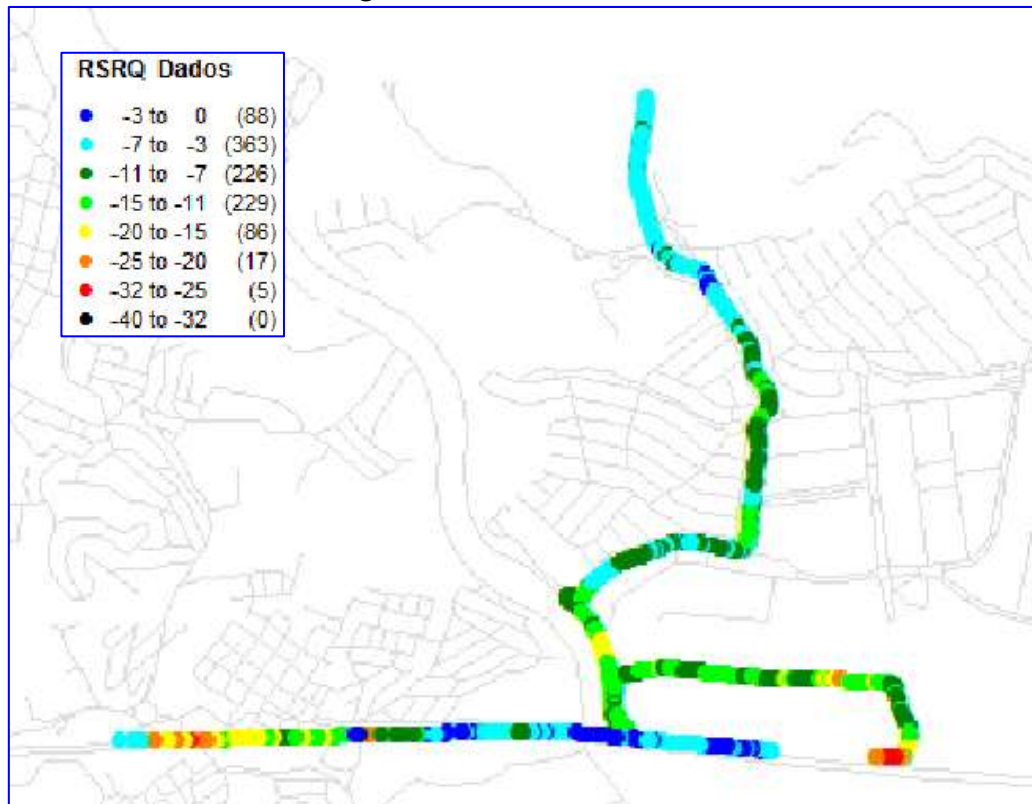 RSRQ Dados
-3 to 0 (88)
-7 to -3 (363)
-11 to -7 (226)
-15 to -11 (229)
-20 to -15 (86)
-25 to -20 (17)
-32 to -25 (5)
-40 to -32 (0)